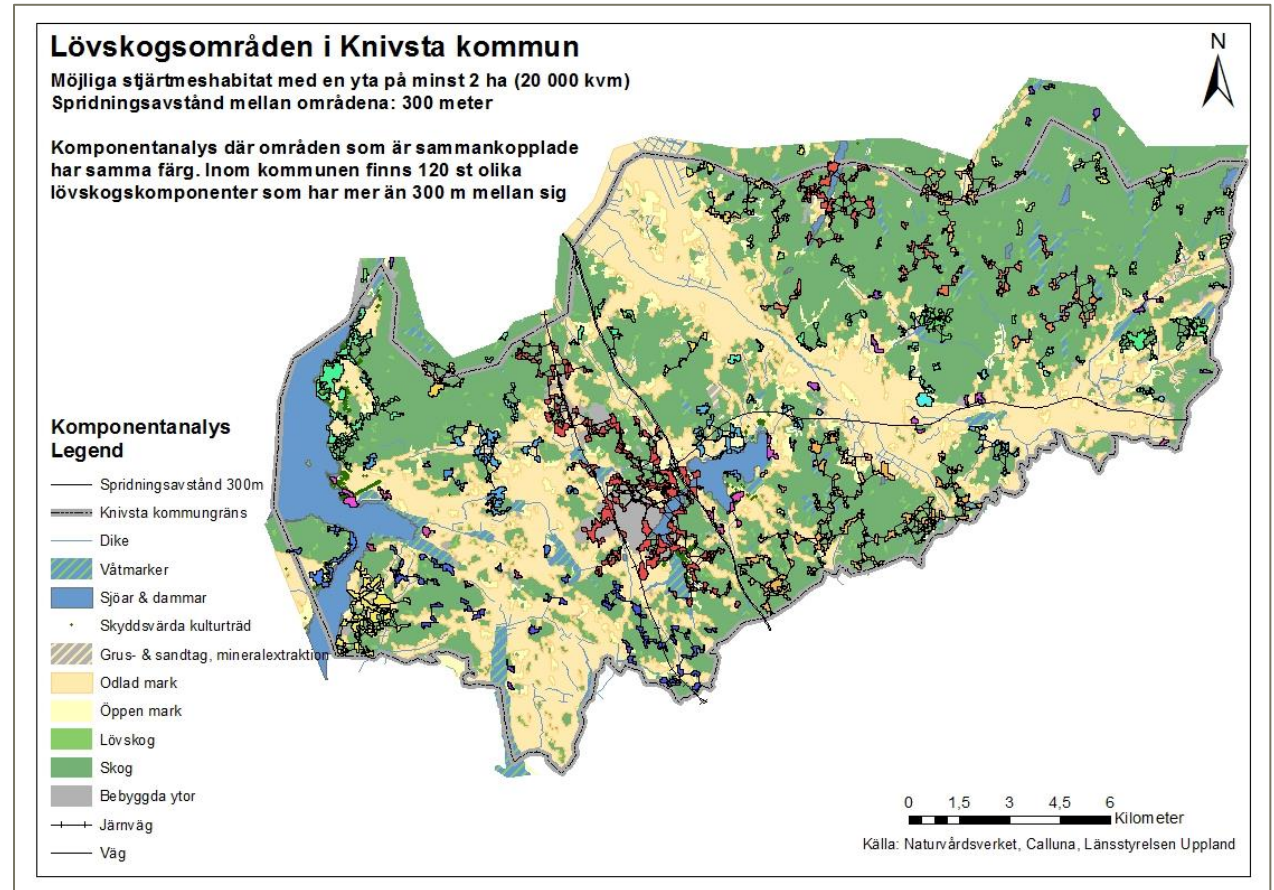 Lövskogsområden i Knivsta kommun
Möjliga stjärtmeshabitat med en yta på minst 2 ha (20 000 kvm)
Spridningsavstånd mellan områdena: 300 meter
Komponentanalys där områden som är sammankopplade
har samma färg. Inom kommunen finns 120 st olika
lövskogskomponenter som har mer än 300 m mellan sig
N
Komponentanalys
Legend
Spridningsavstånd 300m
Knivsta kommungräns
Dike
Våtmarker
Sjöar & dammar
Skyddsvärda kulturträd
Grus- & sandtag, mineralextraktion
Odlad mark
Öppen mark
Lövskog
Skog
Bebyggda ytor
Järnväg
Väg
0 1,5 3 4,5 6
Kilometer
Källa: Naturvårdsverket, Calluna, Länsstyrelsen Uppland